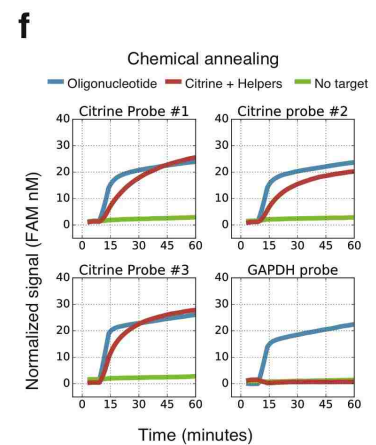 f
Chemical annealing
Oligonucleotide Citrine + Helpers No target
Citrine Probe #1 Citrine probe #2
40 40
30 30
20 20
10 10
0 0
0 15 30 45 60 0 15 30 45 60
Citrine Probe #3 GAPDH probe
40 40
30 30
20 20
10 10
0 0
0 15 30 45 60 0 15 30 45 60
Normalized signal (FAM nM)
Time (minutes)